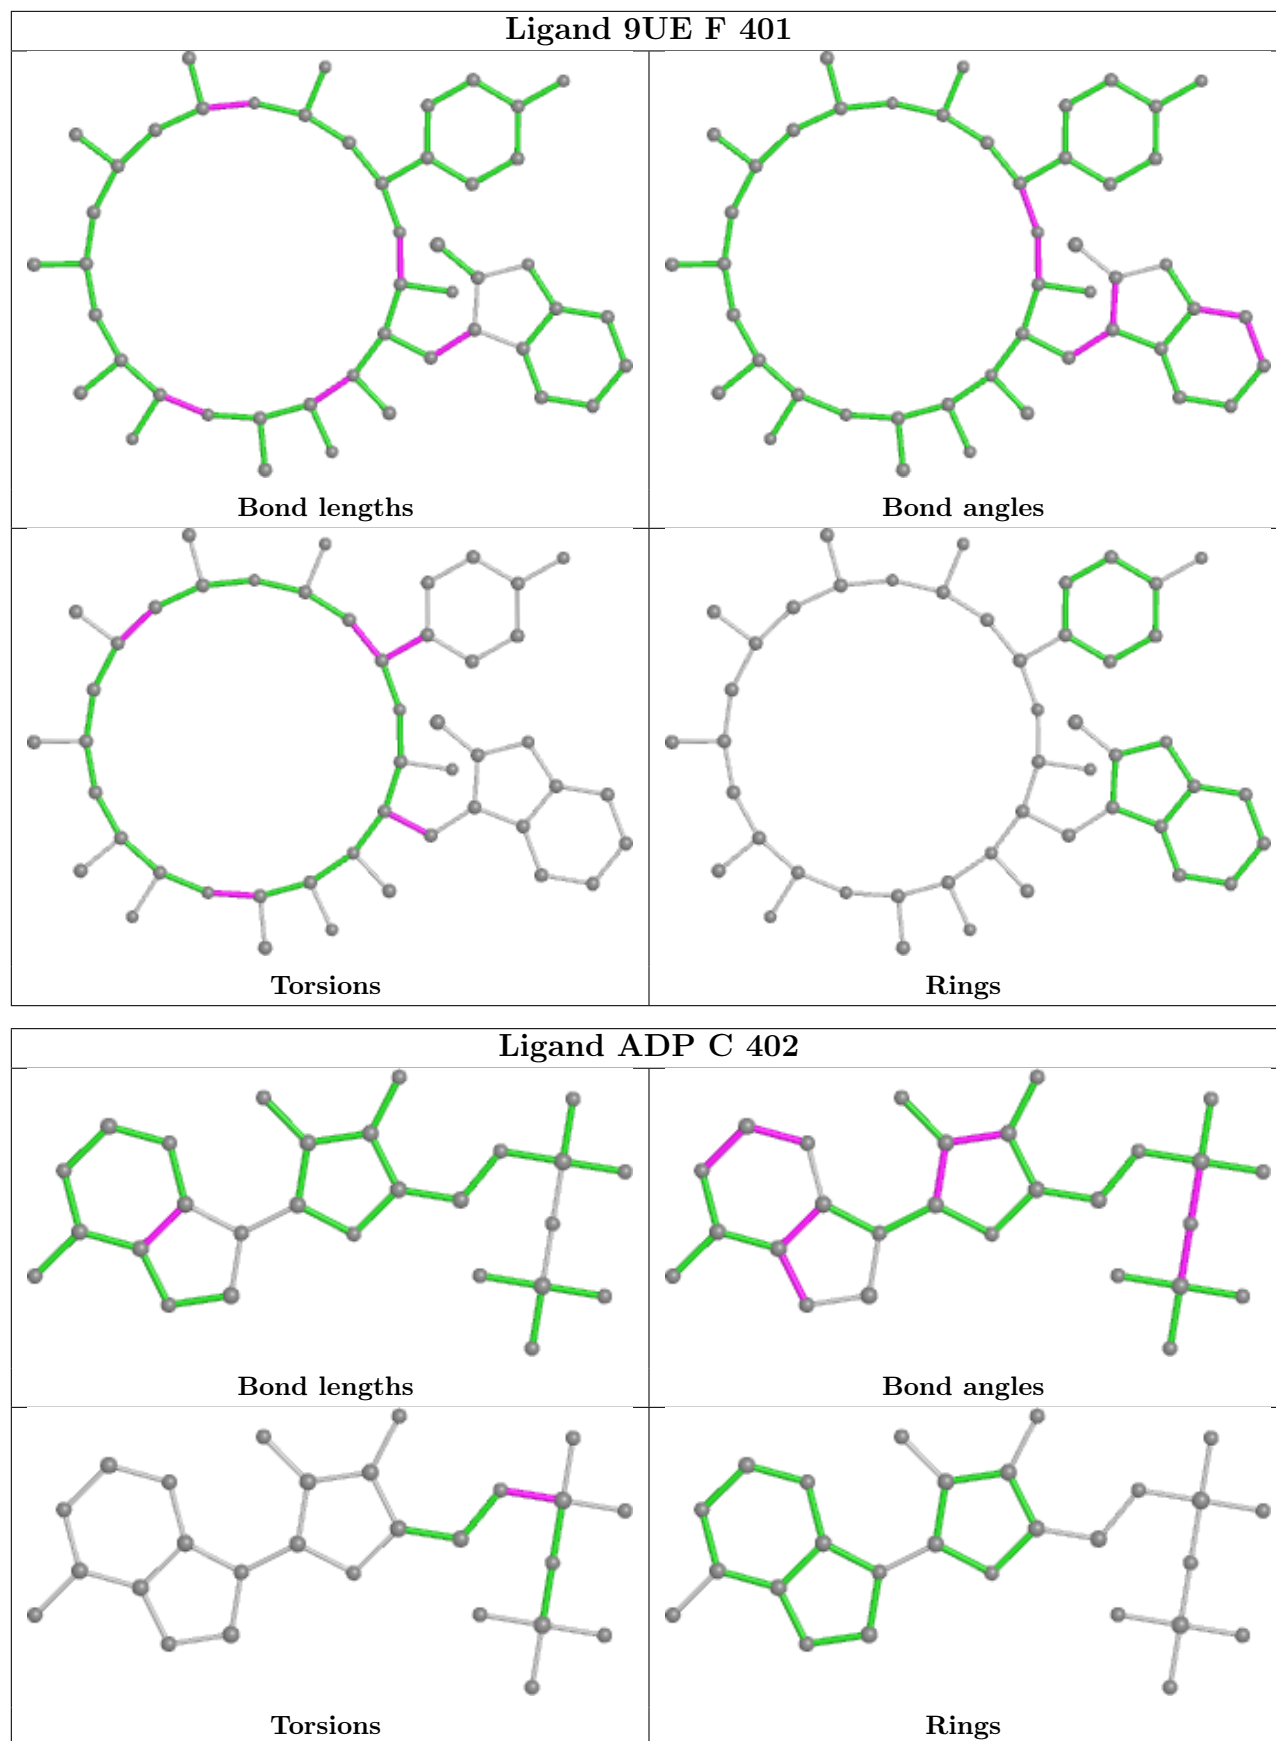 Ligand 9UE F 401
Bond lengths
Bond angles
Torsions
Rings
Ligand ADP C 402
Bond lengths
Bond angles
Torsions
Rings